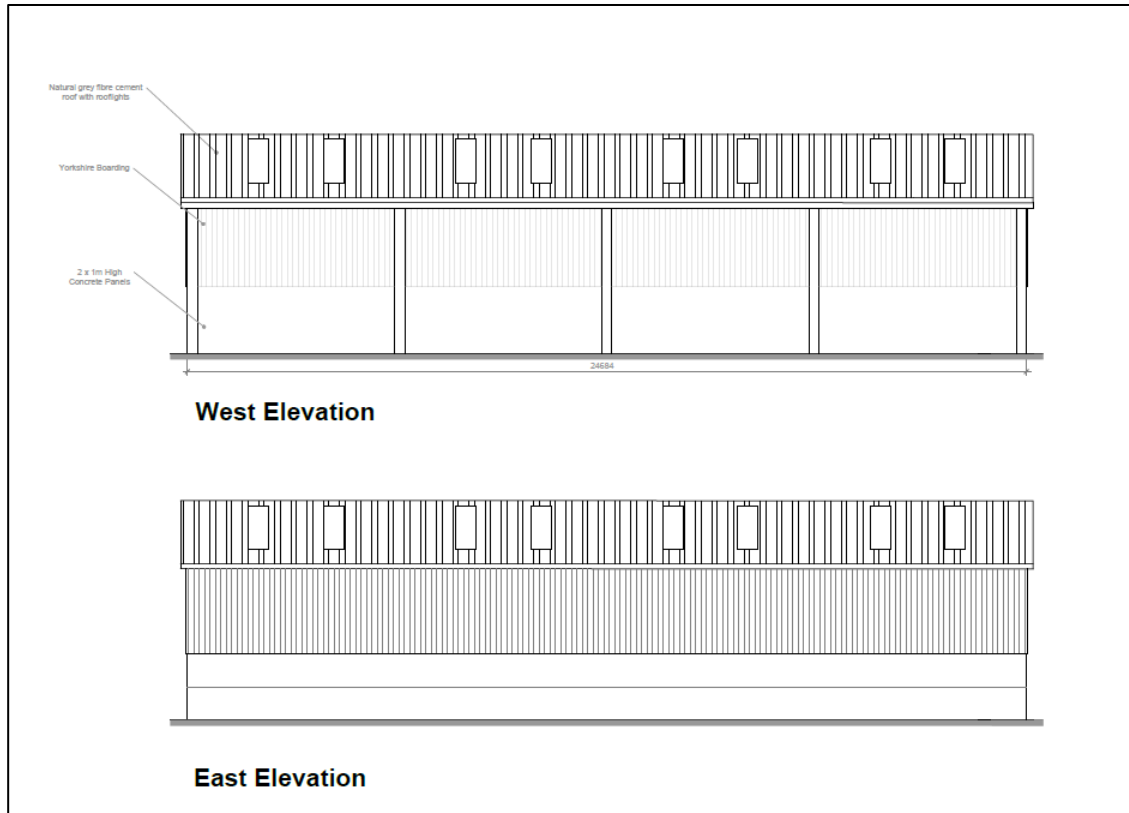 Natural grey fibre cement
roof with rooflights
Yorkshire Boarding
2 x 1m High
Concrete Panels
24684
West Elevation
East Elevation